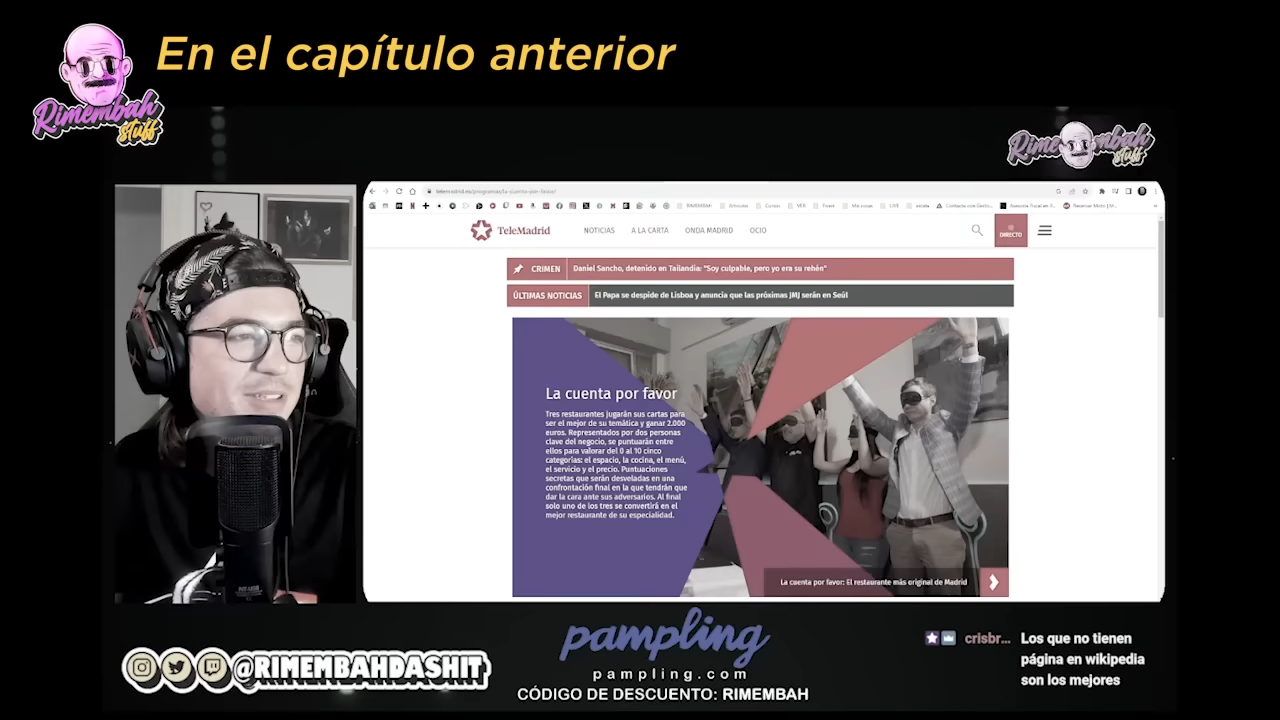 En el capítulo anterior
Rimembah
stuff
Rimembah
stuff
telemadrid.es/programas/la-cuenta-por-favor/
TeleMadrid
NOTICIAS
A LA CARTA
ONDA MADRID
OCIO
DIRECTO
CRIMEN
Daniel Sancho, detenido en Tailandia: "Soy culpable, pero yo era su rehén"
ÚLTIMAS NOTICIAS
El Papa se despide de Lisboa y anuncia que las próximas JMJ serán en Seúl
La cuenta por favor
Tres restaurantes jugarán sus cartas para
ser el mejor de su temática y ganar 2.000
euros. Representados por dos personas
clave del negocio, se puntuarán entre
ellos para valorar del 0 al 10 cinco
categorías: el espacio, la cocina, el menú,
el servicio y el precio. Puntuaciones
secretas que serán desveladas en una
confrontación final en la que tendrán que
dar la cara ante sus adversarios. Al final
solo uno de los tres se convertirá en el
mejor restaurante de su especialidad.
La cuenta por favor: El restaurante más original de Madrid
@RIMEMBAHDASHIT
pampling
pampling.com
CÓDIGO DE DESCUENTO: RIMEMBAH
crisbr...
Los que no tienen
página en wikipedia
son los mejores